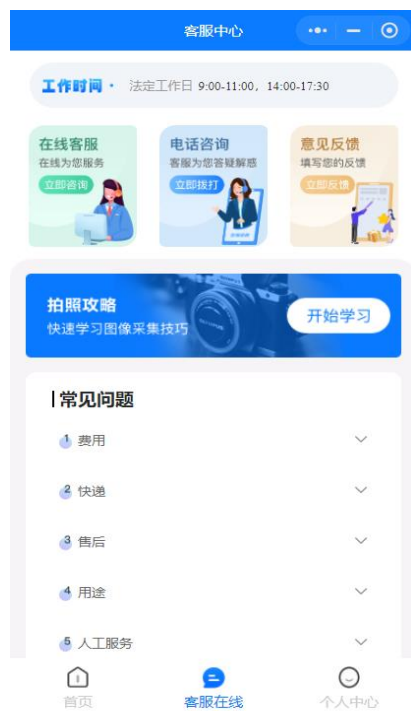 客服中心
工作时间· 法定工作日 9:00-11:00, 14:00-17:30
在线客服
在线为您服务
立即咨询
电话咨询
客服为您答疑解惑
立即拨打
意见反馈
填写您的反馈
立即反馈
拍照攻略
快速学习图像采集技巧
开始学习
常见问题
1 费用
2 快递
3 售后
4 用途
5 人工服务
首页
客服在线
个人中心